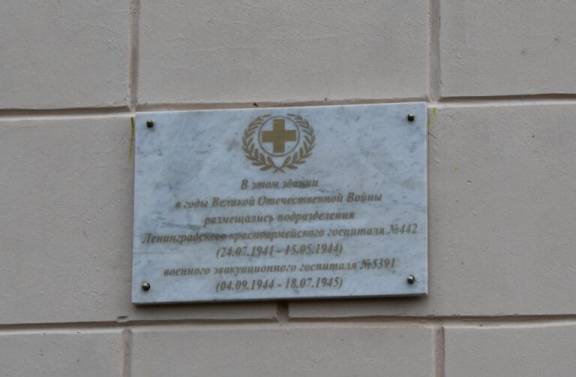 В этом здании
в годы Великой Отечественной Войны
размещались подразделения
Ленинградского красноармейского госпиталя №442
(24.07.1941 - 15.05.1944)
военного эвакуационного госпиталя №5391
(04.09.1944 - 18.07.1945)